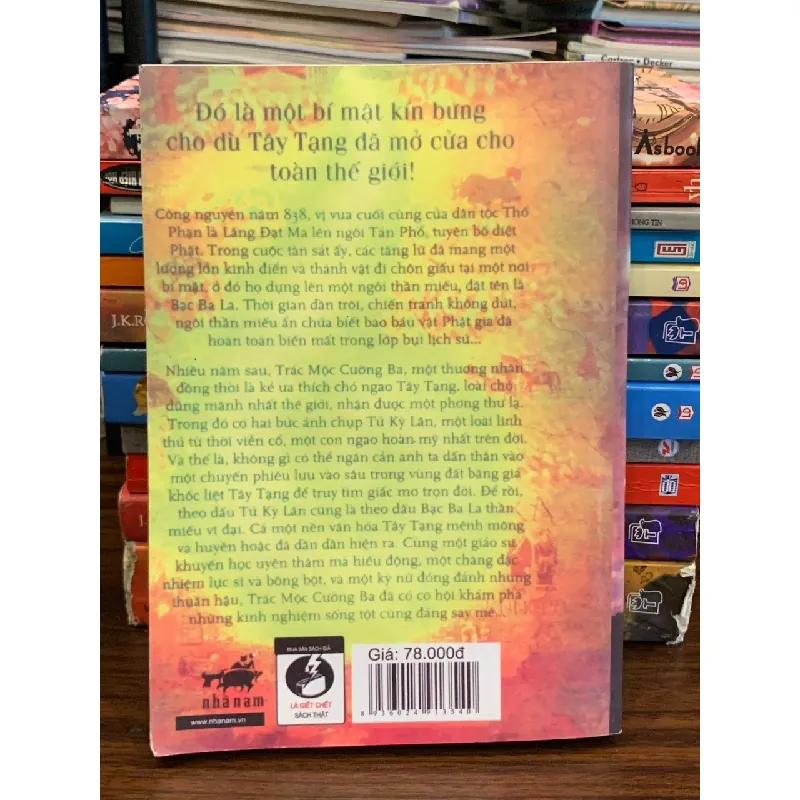 Carlson • Decker
Đó là một bí mật kín bưng
cho dù Tây Tạng đã mở cửa cho
toàn thế giới!
Công nguyên năm 838, vị vua cuối cùng của dân tộc Thổ
Phạn là Lãng Đạt Ma lên ngôi Tán Phổ, tuyên bố diệt
Phật. Trong cuộc tàn sát ấy, các tăng lữ đã mang một
lượng lớn kinh điển và thánh vật đi chôn giấu tại một nơi
bí mật, ở đó họ dựng lên một ngôi thần miếu, đặt tên là
Bạc Ba La. Thời gian dần trôi, chiến tranh không dứt,
ngôi thần miếu ẩn chứa biết bao báu vật Phật gia đã
hoàn toàn biến mất trong lớp bụi lịch sử...
Nhiều năm sau, Trác Mộc Cường Ba, một thương nhân
đồng thời là kẻ ưa thích chó ngao Tây Tạng, loài chó
dũng mãnh nhất thế giới, nhận được một phong thư lạ.
Trong đó có hai bức ảnh chụp Tử Kỳ Lân, một loài linh
thú từ thời viễn cổ, một con ngao hoàn mỹ nhất trên đời.
Và thế là, không gì có thể ngăn cản anh ta dấn thân vào
một chuyến phiêu lưu vào sâu trong vùng đất băng giá
khốc liệt Tây Tạng để truy tìm giấc mơ trọn đời. Để rồi,
theo dấu Tử Kỳ Lân cũng là theo dấu Bạc Ba La thần
miếu vĩ đại. Cả một nền văn hóa Tây Tạng mênh mông
và huyền hoặc đã dần dần hiện ra. Cùng một giáo sư
khuyển học uyên thâm mà hiếu động, một chàng đặc
nhiệm lực sĩ và bông bột, và một kỳ nữ đỏng đảnh nhưng
thuần hậu, Trác Mộc Cường Ba đã có cơ hội khám phá
những kinh nghiệm sống tột cùng đáng say mê...
nhã nam
www.nhanam.vn
MUA SÁCH GIẢ
LÀ GIẾT CHẾT
SÁCH THẬT
Giá: 78.000đ
8 936024 913540
Asbook
J.K.R